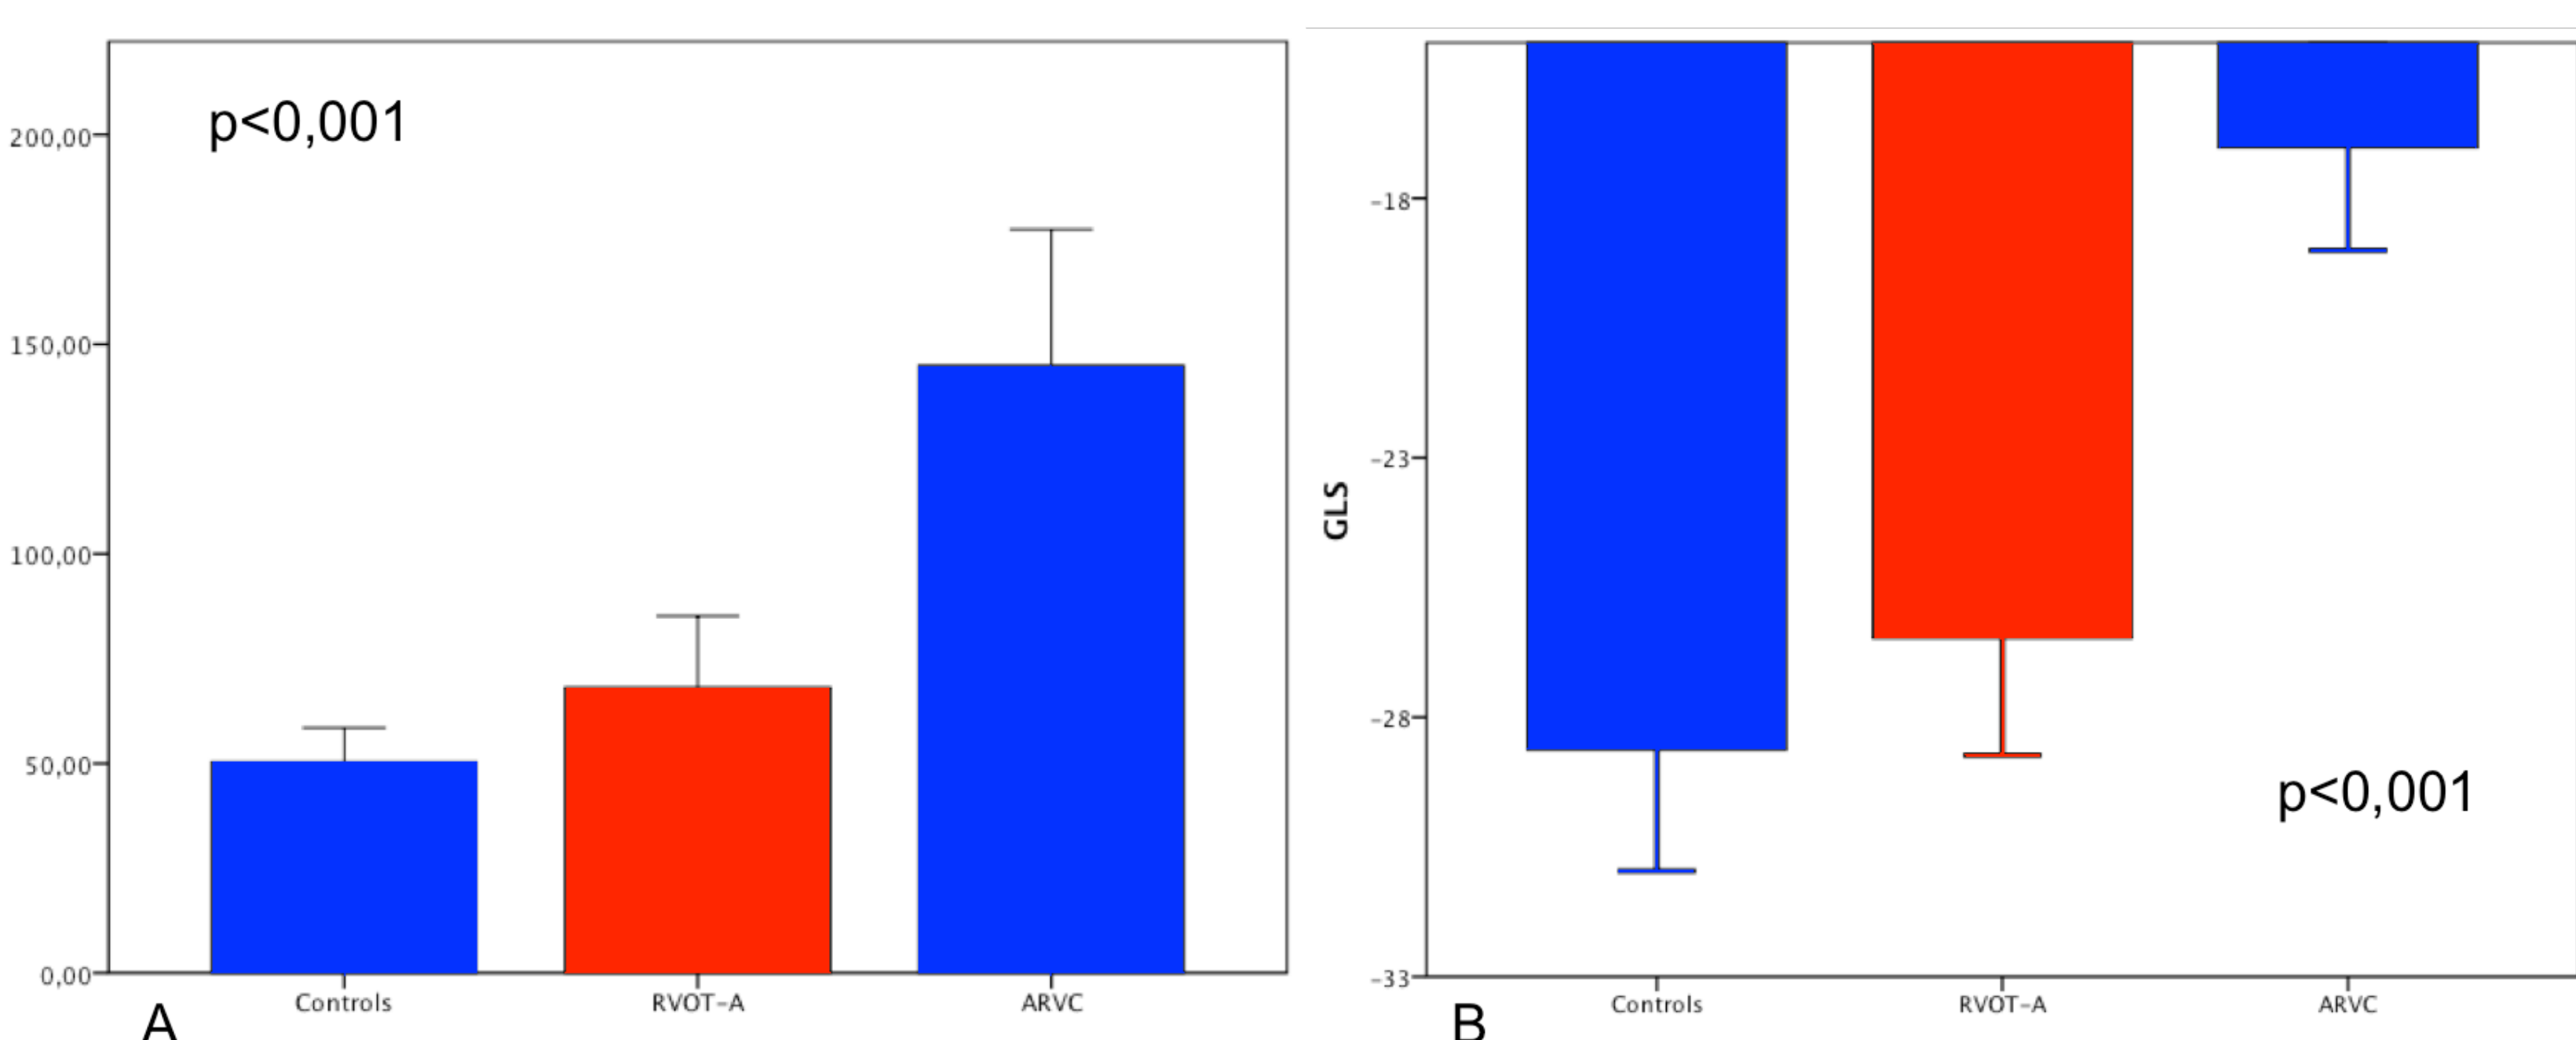 p<0,001
200,00
150,00
100,00
50,00
0,00
Controls
RVOT-A
ARVC
A
GLS
-18
-23
-28
-33
p<0,001
Controls
RVOT-A
ARVC
B